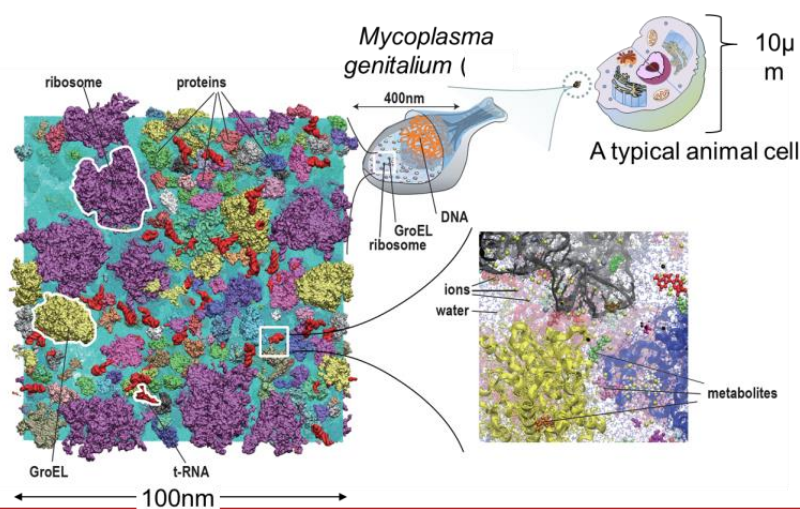 Mycoplasma
genitalium (
10µ
m
400nm
A typical animal cell
ribosome
proteins
DNA
GroEL
ribosome
ions
water
metabolites
GroEL
t-RNA
100nm